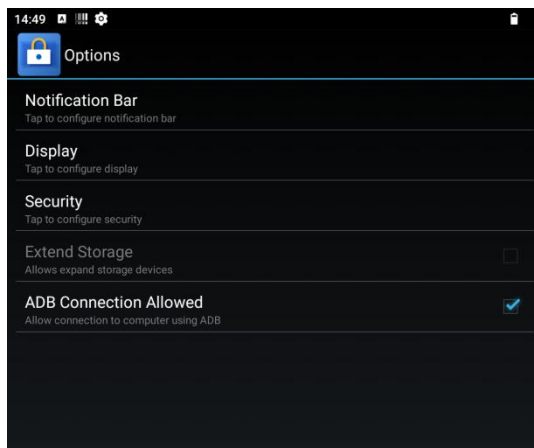 14:49
Options
Notification Bar
Tap to configure notification bar
Display
Tap to configure display
Security
Tap to configure security
Extend Storage
Allows expand storage devices
ADB Connection Allowed
Allow connection to computer using ADB